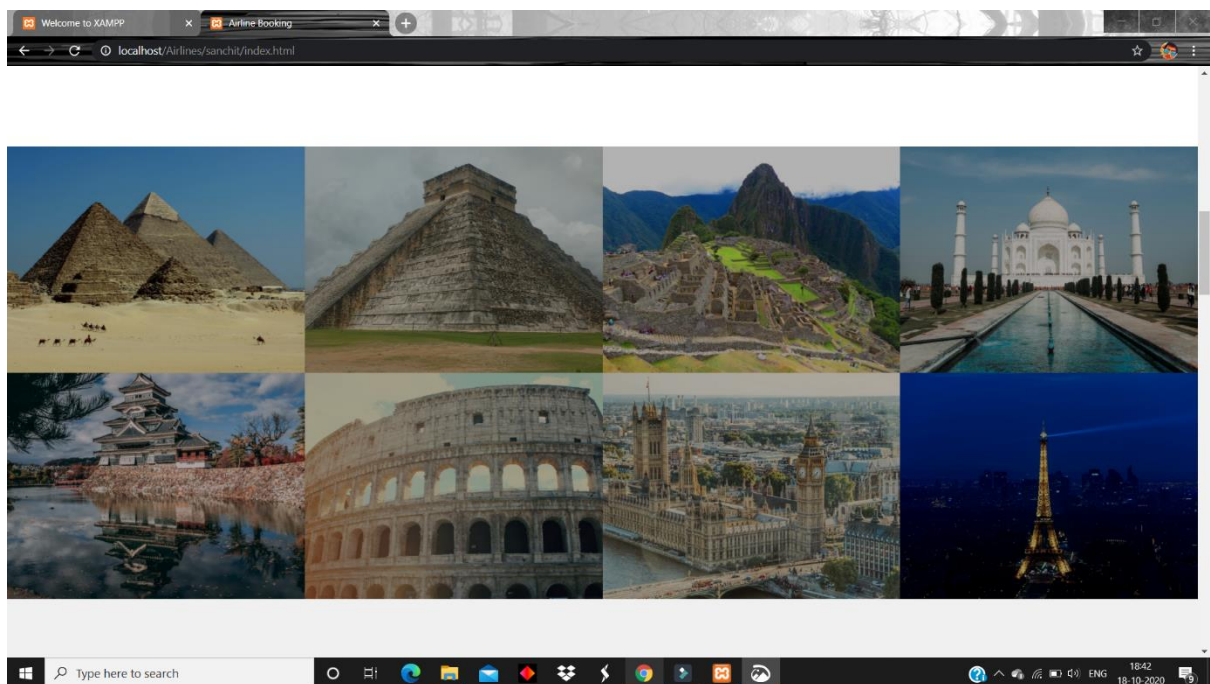 Welcome to XAMPP
Airline Booking
localhost/Airlines/sanchit/index.html
Type here to search
ENG
18:42
18-10-2020
9